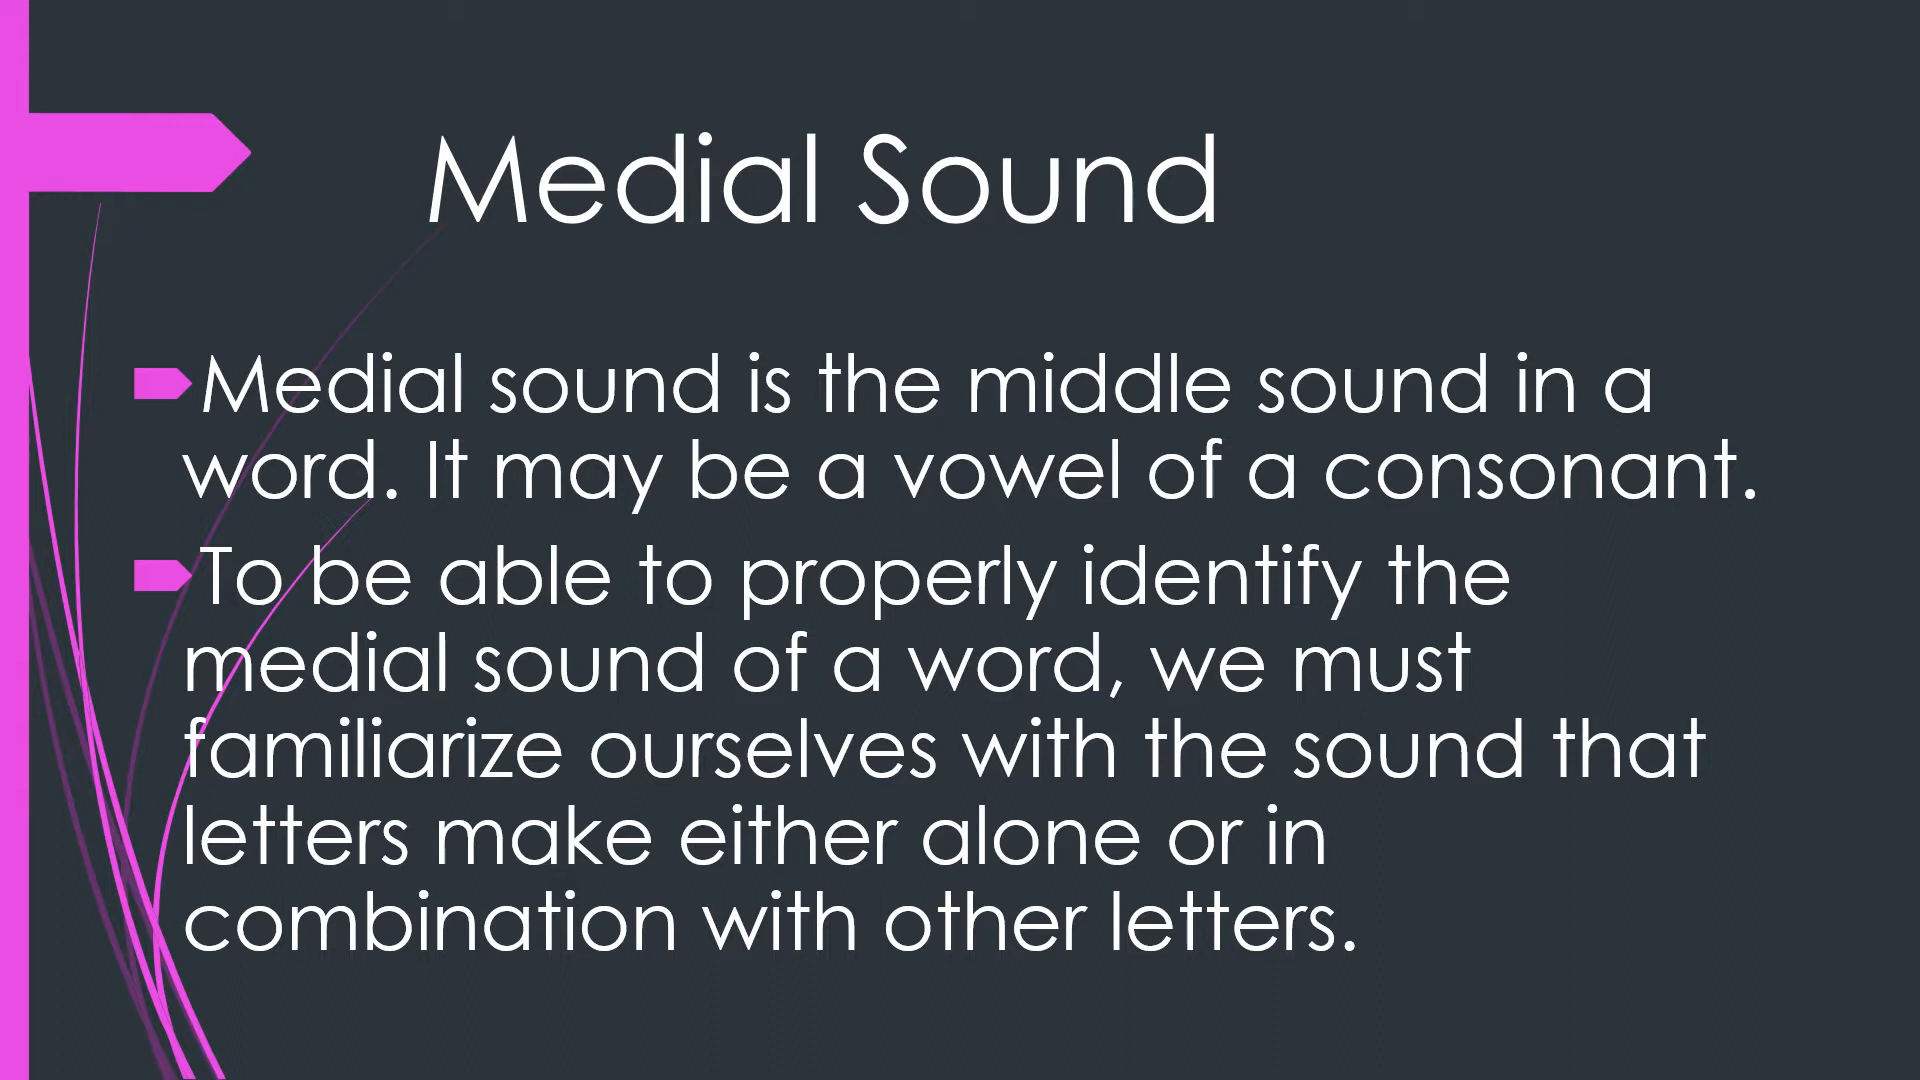 Medial Sound
Medial sound is the middle sound in a
word. It may be a vowel of a consonant.
To be able to properly identify the
medial sound of a word, we must
familiarize ourselves with the sound that
letters make either alone or in
combination with other letters.